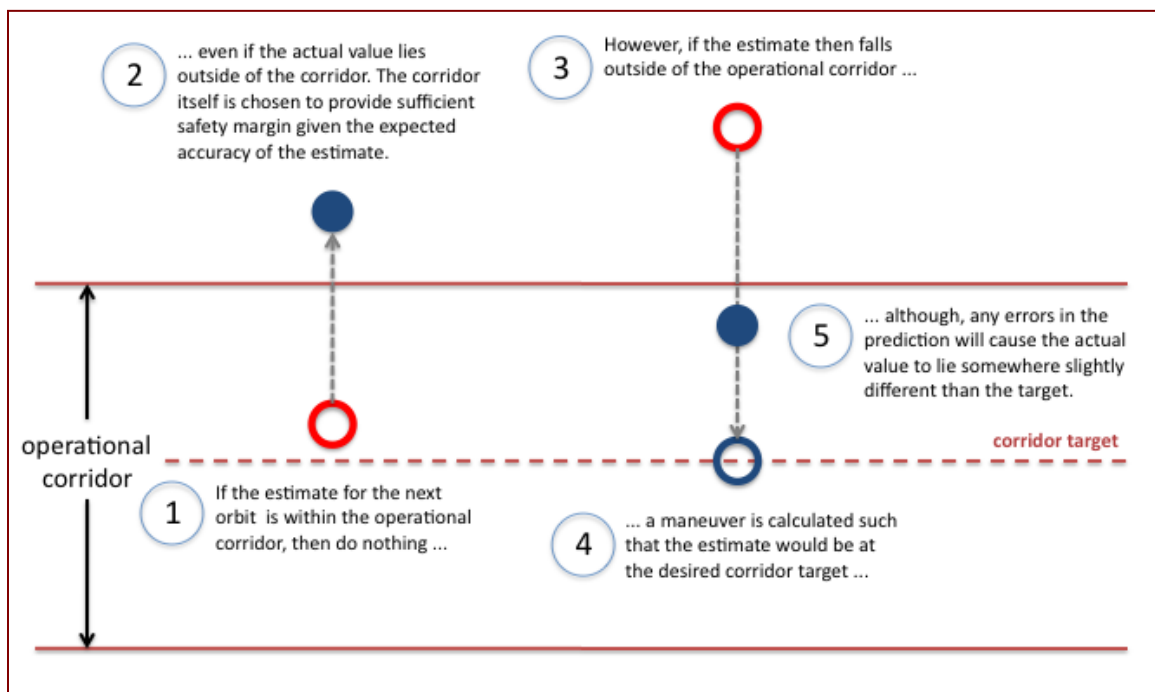 2
... even if the actual value lies
outside of the corridor. The corridor
itself is chosen to provide sufficient
safety margin given the expected
accuracy of the estimate.
3
However, if the estimate then falls
outside of the operational corridor ...
5
... although, any errors in the
prediction will cause the actual
value to lie somewhere slightly
different than the target.
operational
corridor
corridor target
1
If the estimate for the next
orbit is within the operational
corridor, then do nothing ...
4
... a maneuver is calculated such
that the estimate would be at
the desired corridor target ...